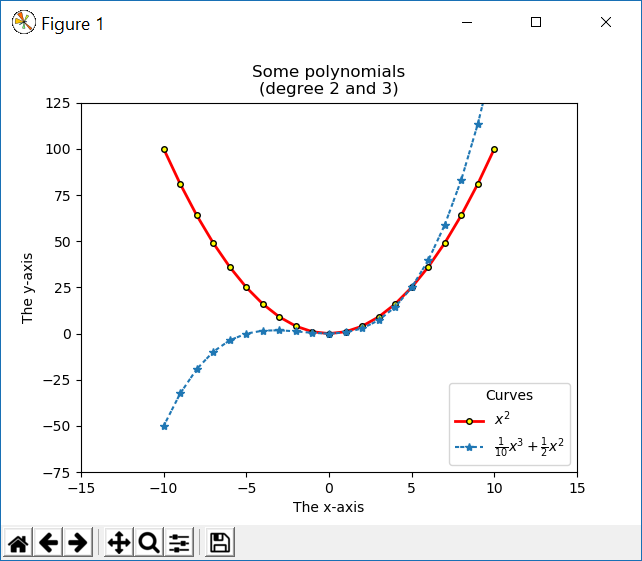 Figure 1
Some polynomials
(degree 2 and 3)
The y-axis
125
100
75
50
25
0
−25
−50
−75
−15 −10 −5 0 5 10 15
The x-axis
Curves
x²
1/10 x³ + 1/2 x²